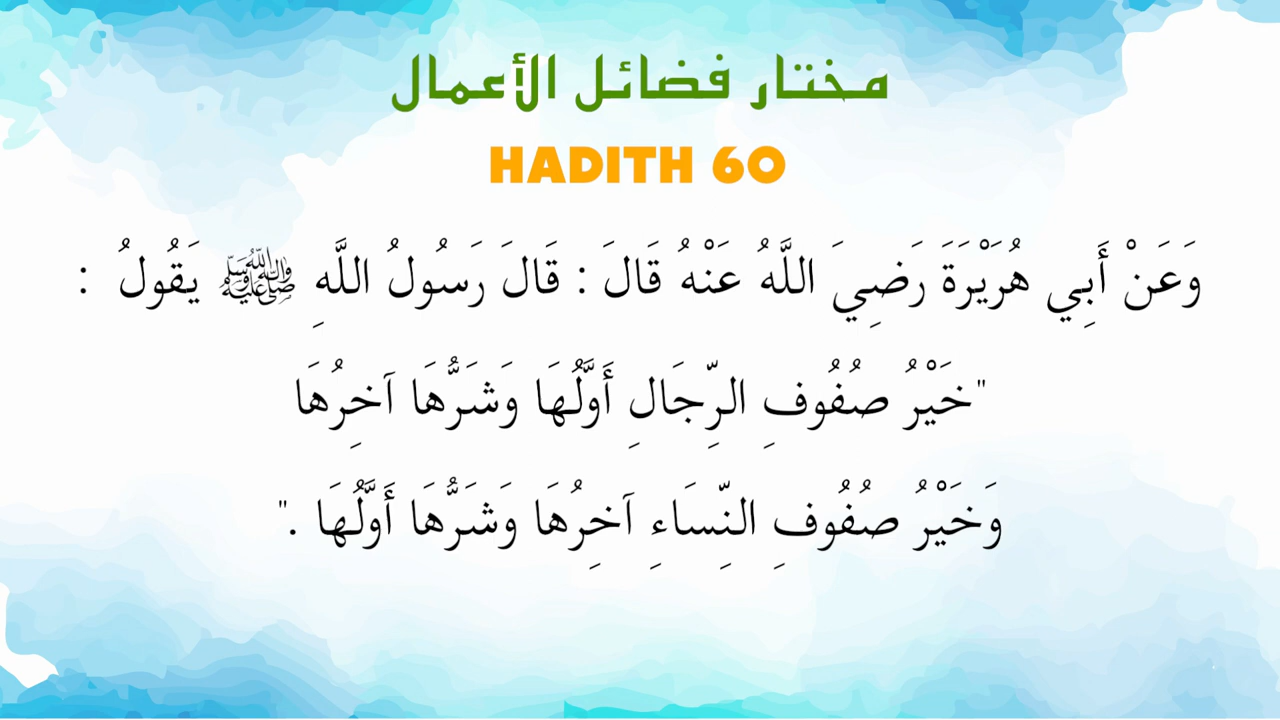 مختار فضائل الأعمال
HADITH 60
وَعَنْ أَبِي هُرَيْرَةَ رَضِيَ اللَّهُ عَنْهُ قَالَ : قَالَ رَسُولُ اللَّهِ ﷺ يَقُولُ :
"خَيْرُ صُفُوفِ الرِّجَالِ أَوَّلُهَا وَشَرُّهَا آخِرُهَا
وَخَيْرُ صُفُوفِ النِّسَاءِ آخِرُهَا وَشَرُّهَا أَوَّلُهَا ."